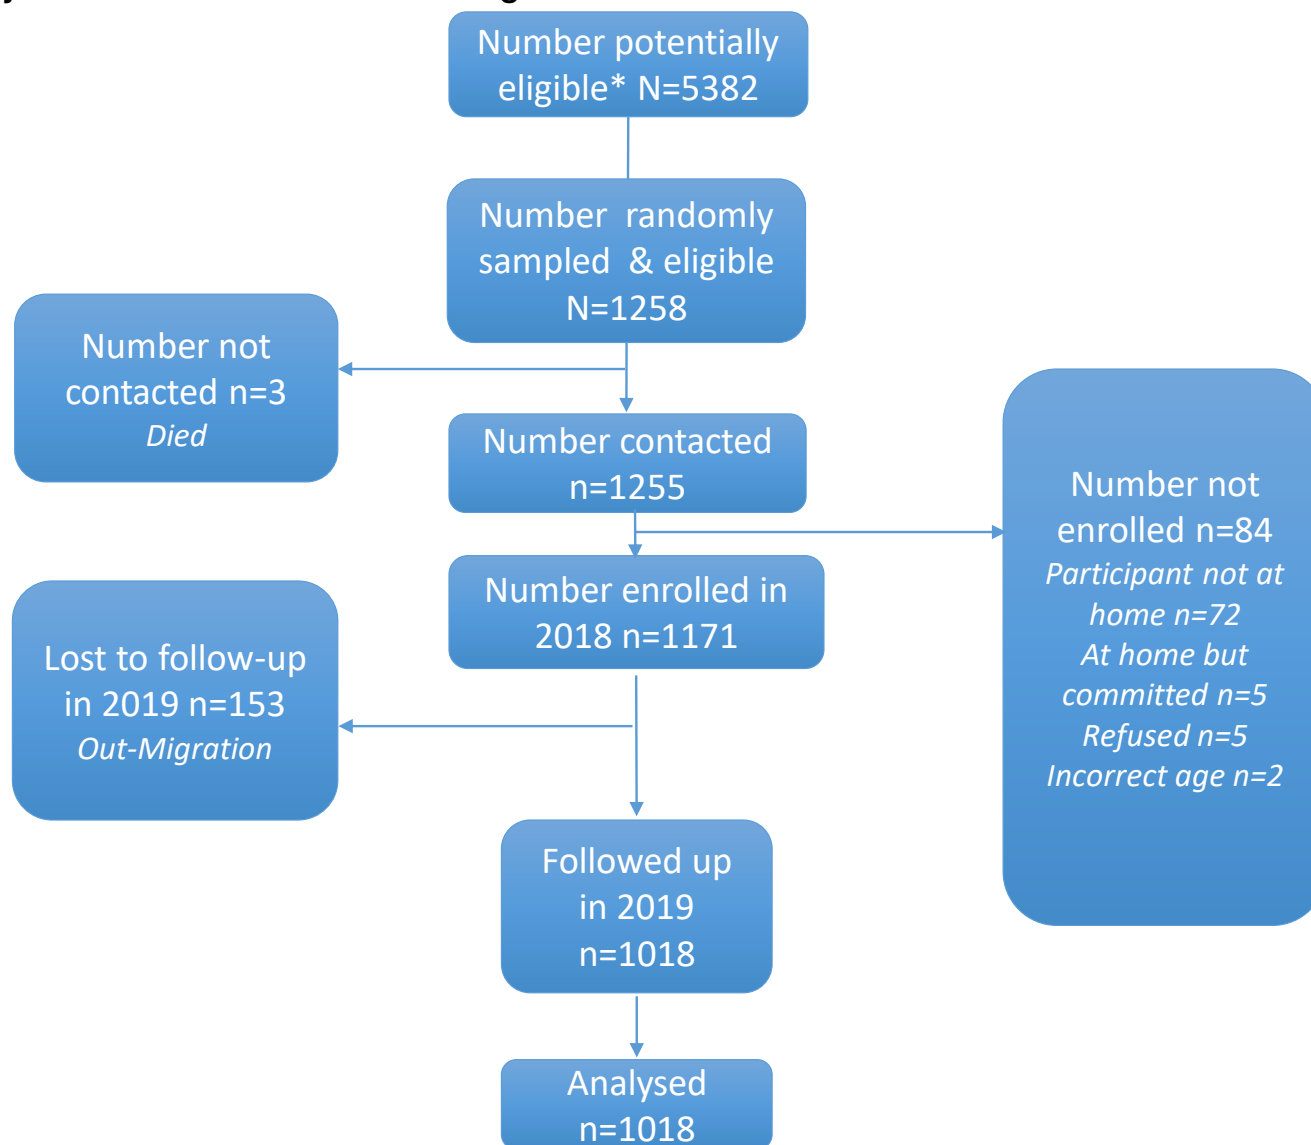 Number potentially
eligible* N=5382
Number randomly
sampled & eligible
N=1258
Number not
contacted n=3
Died
Number contacted
n=1255
Number not
enrolled n=84
Participant not at
home n=72
At home but
committed n=5
Refused n=5
Incorrect age n=2
Number enrolled in
2018 n=1171
Lost to follow-up
in 2019 n=153
Out-Migration
Followed up
in 2019
n=1018
Analysed
n=1018